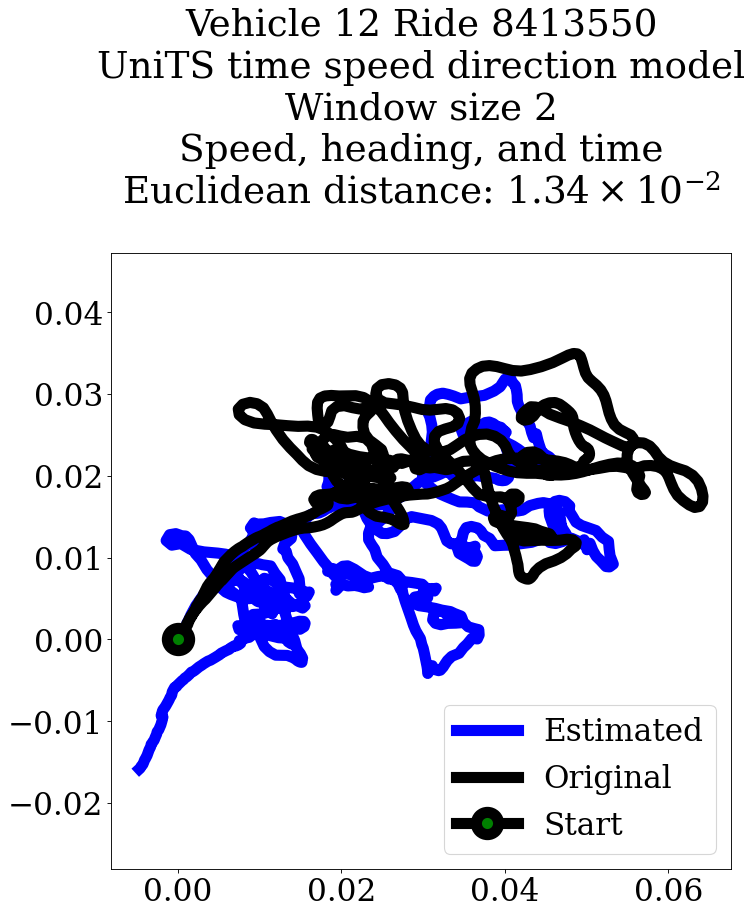 Vehicle 12 Ride 8413550
UniTS time speed direction model
Window size 2
Speed, heading, and time
Euclidean distance: $1.34 \times 10^{-2}$
0.04
0.03
0.02
0.01
0.00
−0.01
−0.02
Estimated
Original
Start
0.00 0.02 0.04 0.06